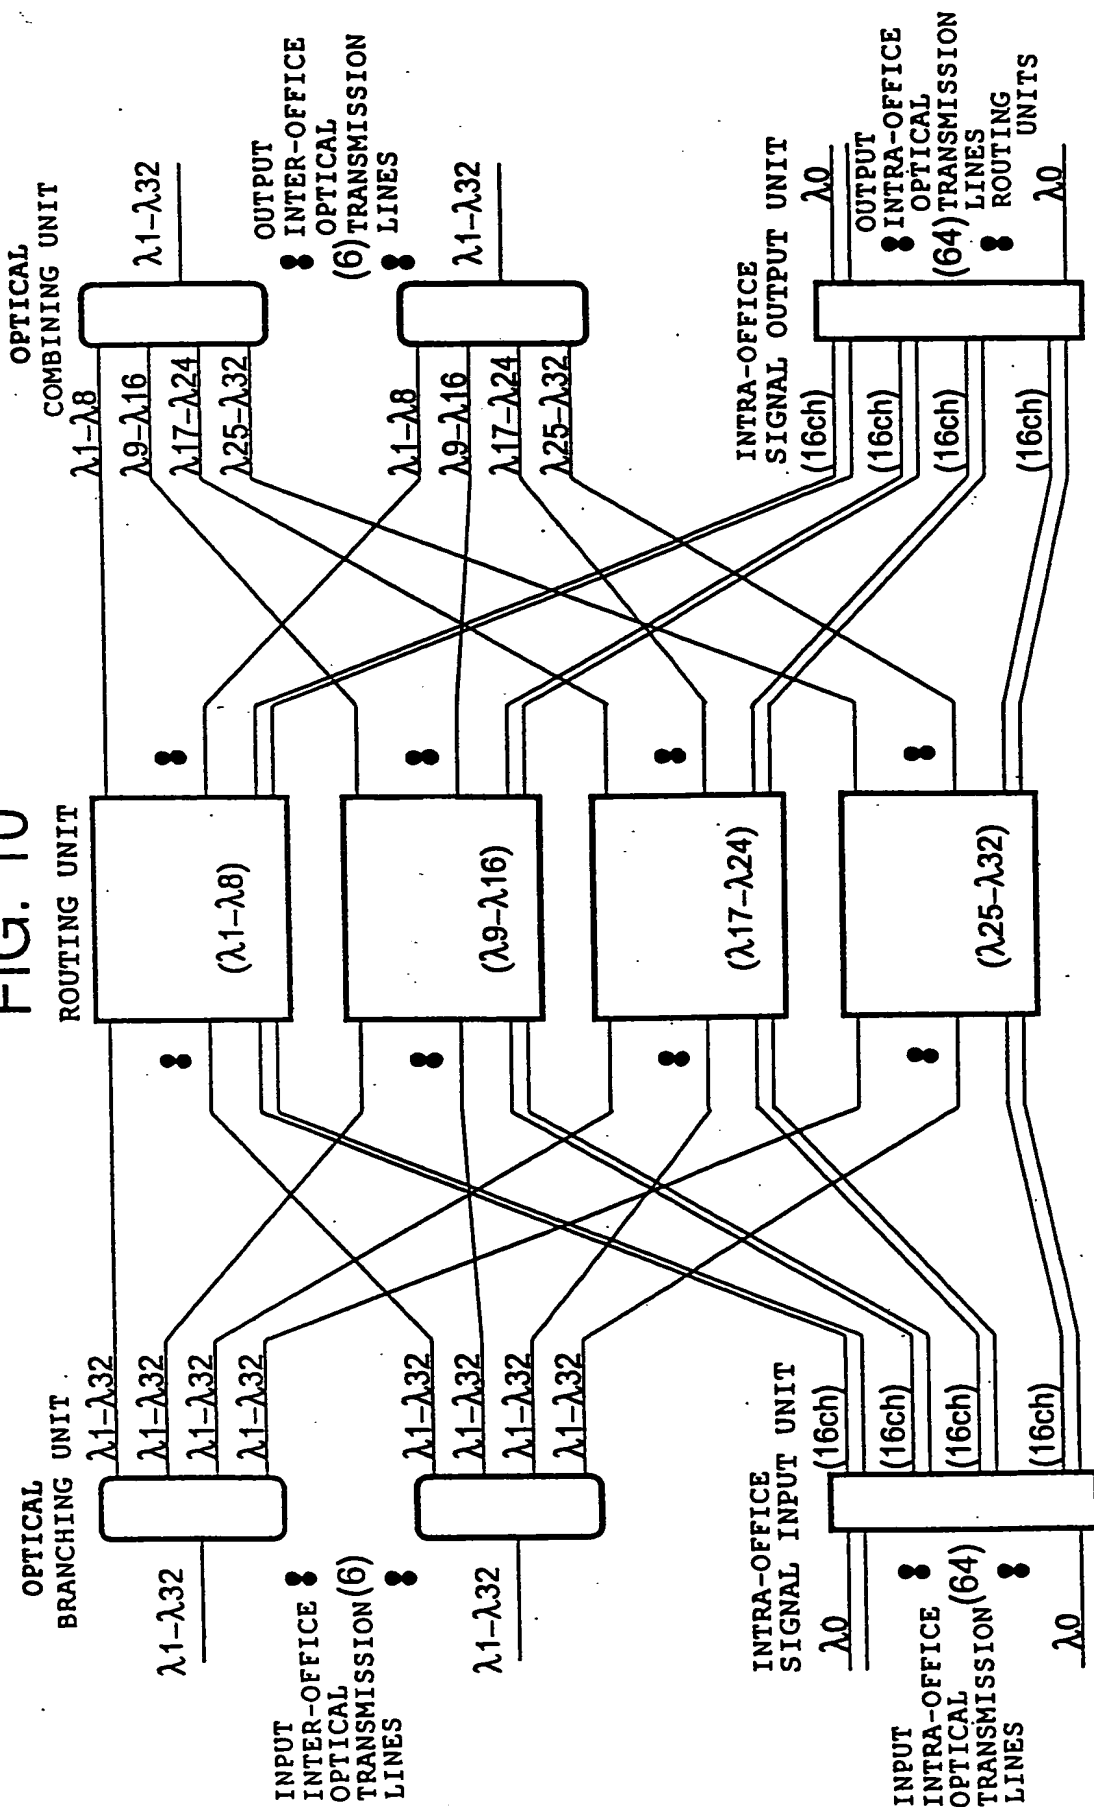 FIG. 10
OPTICAL
BRANCHING UNIT
ROUTING UNIT
OPTICAL
COMBINING UNIT
λ1–λ32
λ1–λ32
λ1–λ32
λ1–λ32
λ1–λ32
INPUT
INTER-OFFICE
OPTICAL
TRANSMISSION(6)
LINES
λ1–λ32
λ1–λ32
λ1–λ32
λ1–λ32
λ1–λ32
INTRA-OFFICE
SIGNAL INPUT UNIT
λ0
(16ch)
(16ch)
(16ch)
(16ch)
INPUT
INTRA-OFFICE
OPTICAL
TRANSMISSION(64)
LINES
λ0
(λ1–λ8)
(λ9–λ16)
(λ17–λ24)
(λ25–λ32)
λ1–λ8
λ9–λ16
λ17–λ24
λ25–λ32
λ1–λ32
OUTPUT
INTER-OFFICE
OPTICAL
(6)TRANSMISSION
LINES
λ1–λ8
λ9–λ16
λ17–λ24
λ25–λ32
λ1–λ32
INTRA-OFFICE
SIGNAL OUTPUT UNIT
(16ch)
(16ch)
(16ch)
(16ch)
λ0
OUTPUT
INTRA-OFFICE
OPTICAL
(64)TRANSMISSION
LINES
ROUTING
UNITS
λ0